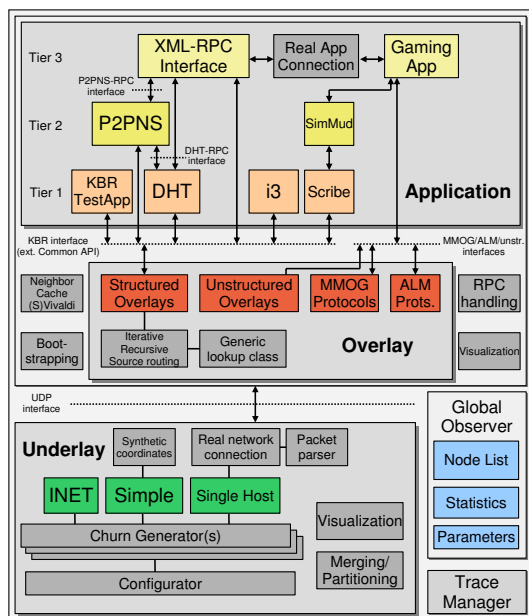 Tier 3
XML-RPC
Interface
Real App
Connection
Gaming
App
P2PNS-RPC
interface
Tier 2
P2PNS
SimMud
DHT-RPC
interface
Tier 1
KBR
TestApp
DHT
i3
Scribe
Application
KBR interface
(ext. Common API)
MMOG/ALM/unstr.
interfaces
Neighbor
Cache
(S)Vivaldi
Structured
Overlays
Unstructured
Overlays
MMOG
Protocols
ALM
Prots.
RPC
handling
Boot-
strapping
Iterative
Recursive
Source routing
Generic
lookup class
Overlay
Visualization
UDP
interface
Underlay
Synthetic
coordinates
Real network
connection
Packet
parser
INET
Simple
Single Host
Churn Generator(s)
Configurator
Visualization
Merging/
Partitioning
Global
Observer
Node List
Statistics
Parameters
Trace
Manager